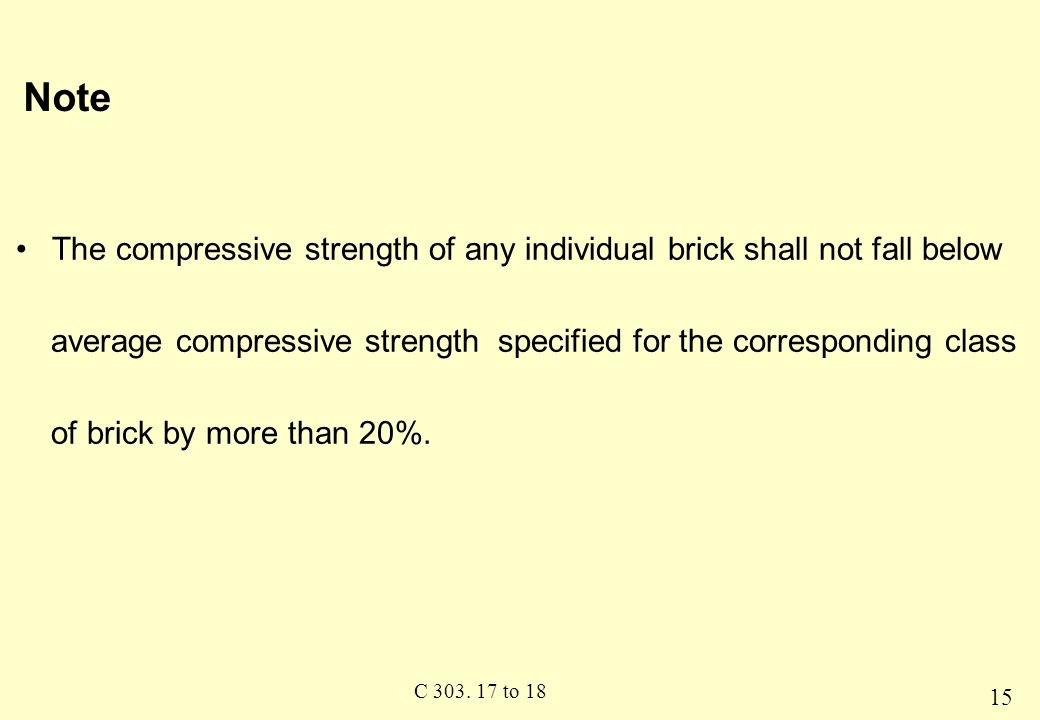 Note
• The compressive strength of any individual brick shall not fall below
average compressive strength specified for the corresponding class
of brick by more than 20%.
C 303. 17 to 18
15